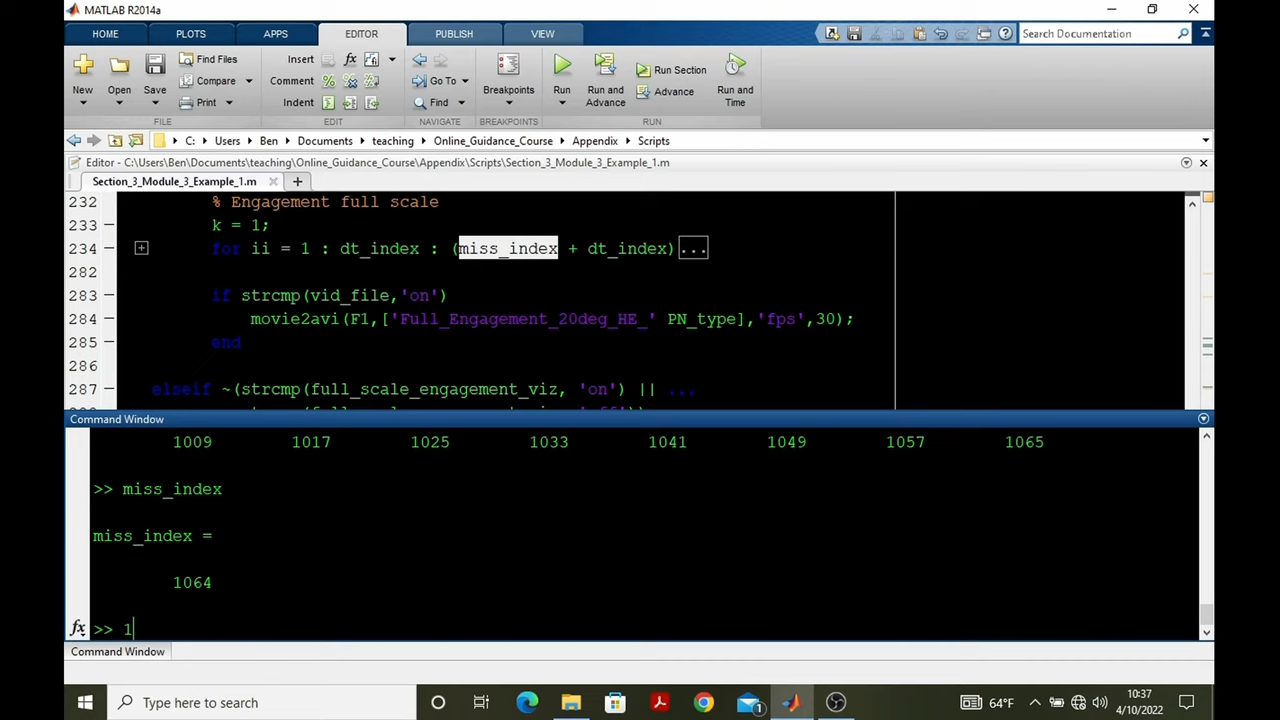 MATLAB R2014a
HOME PLOTS APPS EDITOR PUBLISH VIEW Search Documentation
New Open Save Find Files Compare Print
Insert fx Comment % Indent
Go To Find
Breakpoints Run Run and Advance Run Section Advance Run and Time
FILE EDIT NAVIGATE BREAKPOINTS RUN
C: Users Ben Documents teaching Online_Guidance_Course Appendix Scripts
Editor - C:\Users\Ben\Documents\teaching\Online_Guidance_Course\Appendix\Scripts\Section_3_Module_3_Example_1.m
Section_3_Module_3_Example_1.m
232 % Engagement full scale
233 k = 1;
234 for ii = 1 : dt_index : (miss_index + dt_index)...
282
283 if strcmp(vid_file,'on')
284 movie2avi(F1,['Full_Engagement_20deg_HE_' PN_type],'fps',30);
285 end
286
287 elseif ~(strcmp(full_scale_engagement_viz, 'on') || ...
Command Window
1009 1017 1025 1033 1041 1049 1057 1065
>> miss_index
miss_index =
1064
fx >> 1
Command Window
Type here to search 1 64°F 10:37
4/10/2022